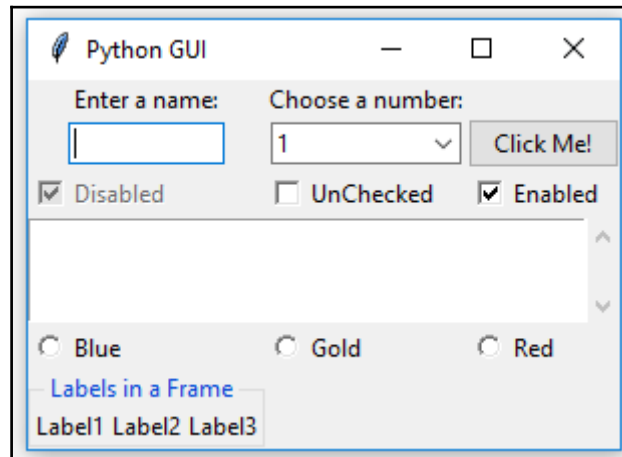 Python GUI
Enter a name: Choose a number:
1 Click Me!
Disabled UnChecked Enabled
Blue Gold Red
Labels in a Frame
Label1 Label2 Label3